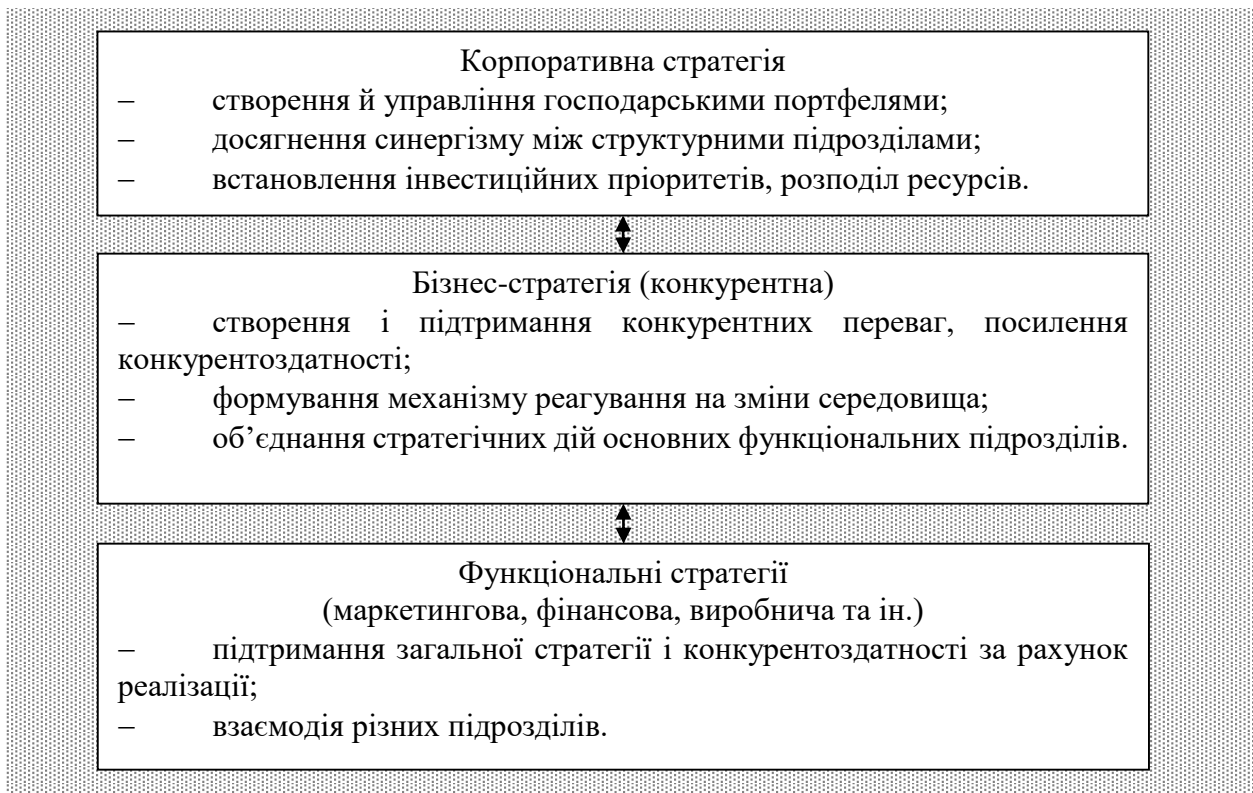 Корпоративна стратегія
– створення й управління господарськими портфелями;
– досягнення синергізму між структурними підрозділами;
– встановлення інвестиційних пріоритетів, розподіл ресурсів.
Бізнес-стратегія (конкурентна)
– створення і підтримання конкурентних переваг, посилення
конкурентоздатності;
– формування механізму реагування на зміни середовища;
– об’єднання стратегічних дій основних функціональних підрозділів.
Функціональні стратегії
(маркетингова, фінансова, виробнича та ін.)
– підтримання загальної стратегії і конкурентоздатності за рахунок
реалізації;
– взаємодія різних підрозділів.